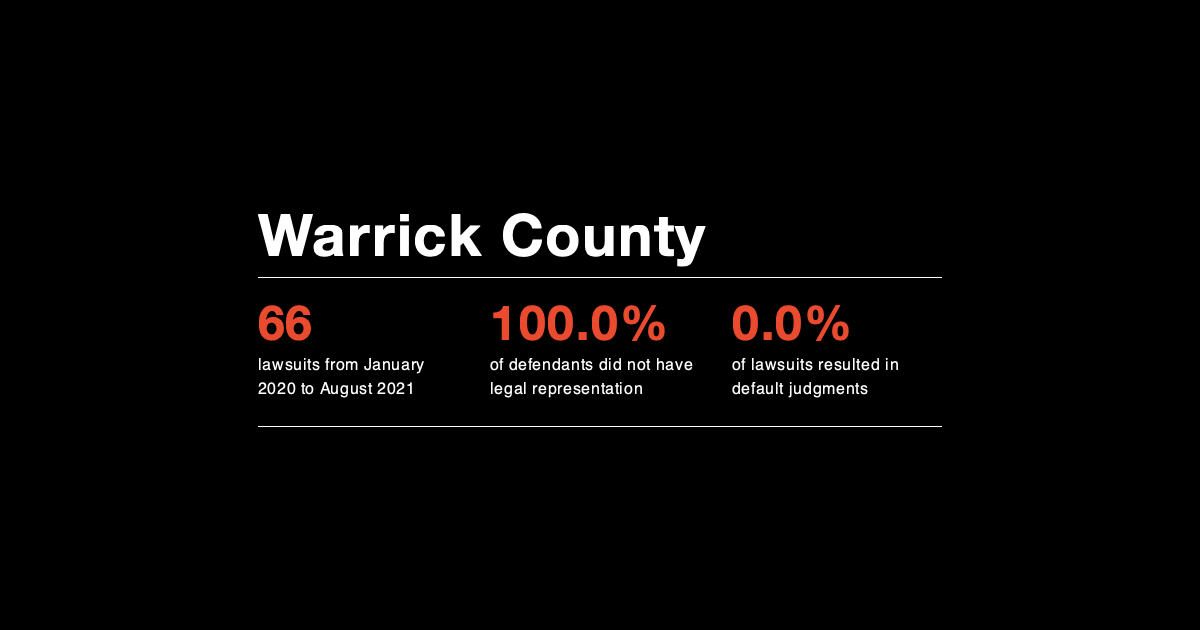 Warrick County
66
lawsuits from January
2020 to August 2021
100.0%
of defendants did not have
legal representation
0.0%
of lawsuits resulted in
default judgments